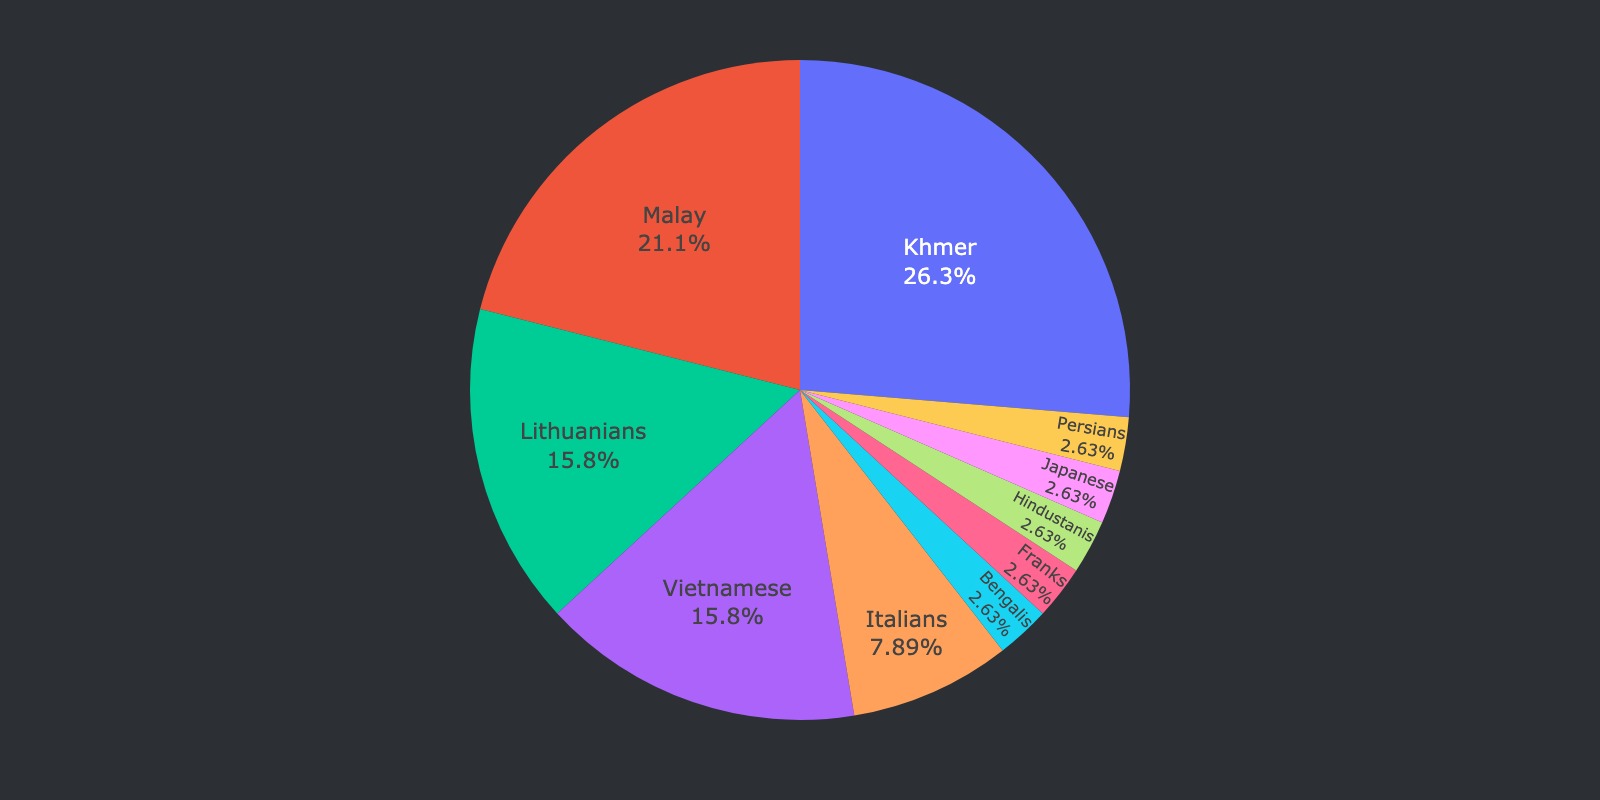 Khmer
26.3%
Malay
21.1%
Lithuanians
15.8%
Vietnamese
15.8%
Italians
7.89%
Bengalis
2.63%
Franks
2.63%
Hindustanis
2.63%
Japanese
2.63%
Persians
2.63%